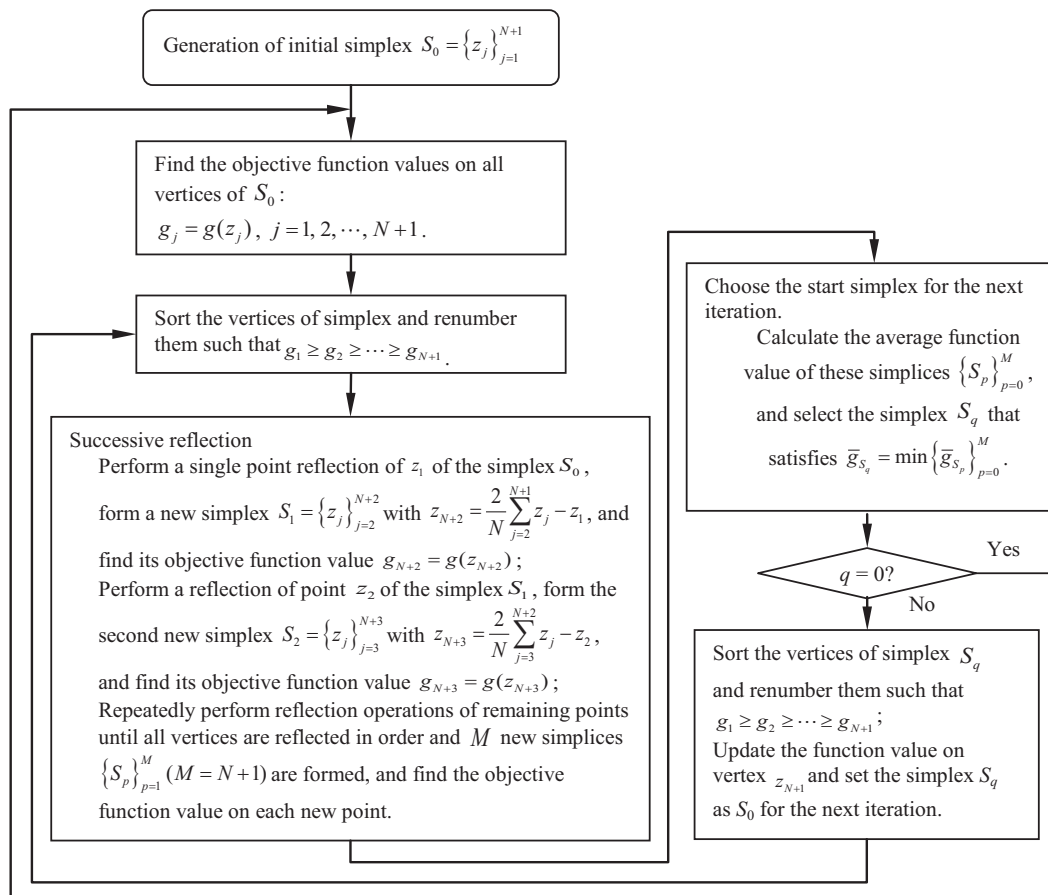 Generation of initial simplex S_0 = {z_j}_{j=1}^{N+1}
Find the objective function values on all
vertices of S_0 :
g_j = g(z_j) , j = 1, 2, ⋯, N + 1 .
Sort the vertices of simplex and renumber
them such that g_1 ≥ g_2 ≥ ⋯ ≥ g_{N+1} .
Successive reflection
Perform a single point reflection of z_1 of the simplex S_0 ,
form a new simplex S_1 = {z_j}_{j=2}^{N+2} with z_{N+2} = \frac{2}{N} \sum_{j=2}^{N+1} z_j − z_1 , and
find its objective function value g_{N+2} = g(z_{N+2}) ;
Perform a reflection of point z_2 of the simplex S_1 , form the
second new simplex S_2 = {z_j}_{j=3}^{N+3} with z_{N+3} = \frac{2}{N} \sum_{j=3}^{N+2} z_j − z_2 ,
and find its objective function value g_{N+3} = g(z_{N+3}) ;
Repeatedly perform reflection operations of remaining points
until all vertices are reflected in order and M new simplices
{S_p}_{p=1}^{M} (M = N + 1) are formed, and find the objective
function value on each new point.
Choose the start simplex for the next
iteration.
Calculate the average function
value of these simplices {S_p}_{p=0}^{M} ,
and select the simplex S_q that
satisfies \overline{g}_{S_q} = min{\overline{g}_{S_p}}_{p=0}^{M} .
q = 0?
Yes
No
Sort the vertices of simplex S_q
and renumber them such that
g_1 ≥ g_2 ≥ ⋯ ≥ g_{N+1} ;
Update the function value on
vertex z_{N+1} and set the simplex S_q
as S_0 for the next iteration.